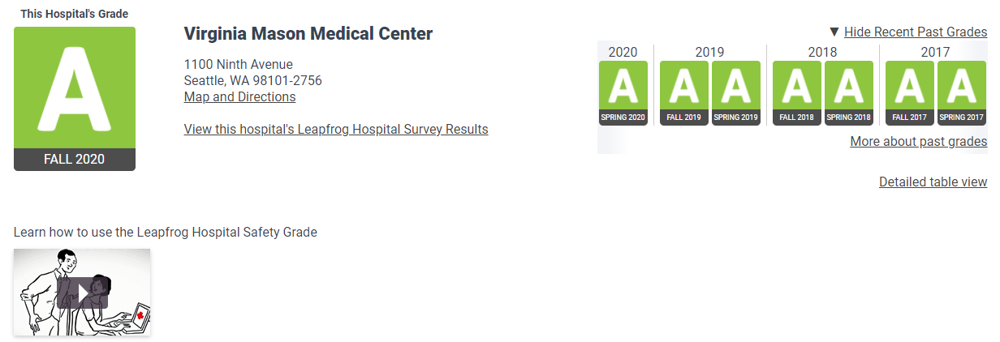 This Hospital's Grade
A
FALL 2020
Virginia Mason Medical Center
1100 Ninth Avenue
Seattle, WA 98101-2756
Map and Directions
View this hospital's Leapfrog Hospital Survey Results
▼ Hide Recent Past Grades
2020 2019 2018 2017
A A A A A A A
SPRING 2020 FALL 2019 SPRING 2019 FALL 2018 SPRING 2018 FALL 2017 SPRING 2017
More about past grades
Detailed table view
Learn how to use the Leapfrog Hospital Safety Grade